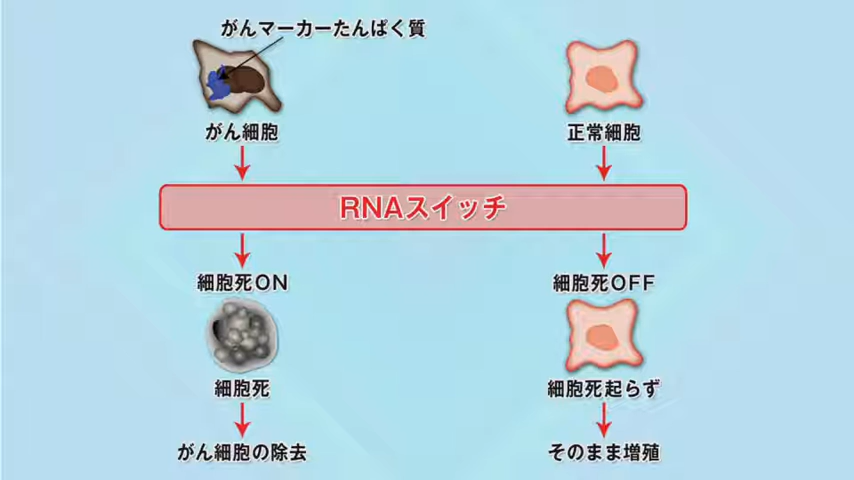 がんマーカーたんぱく質
がん細胞
正常細胞
RNAスイッチ
細胞死ON
細胞死OFF
細胞死
細胞死起らず
がん細胞の除去
そのまま増殖